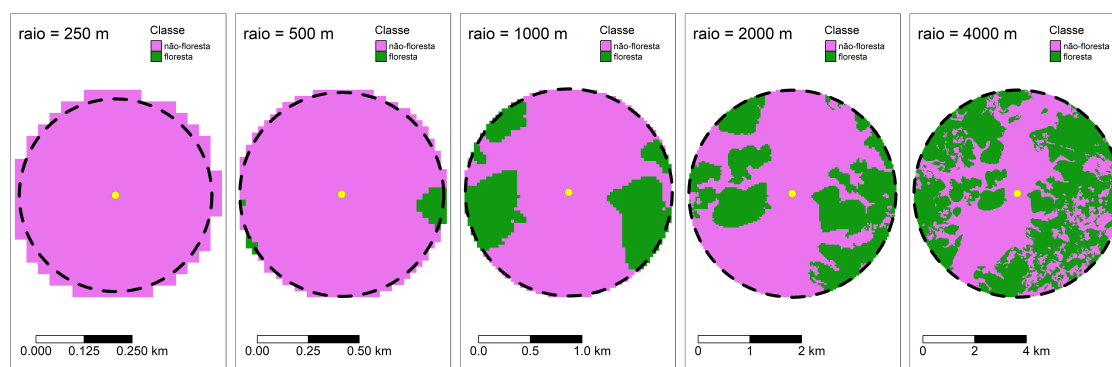 raio = 250 m
Classe
não-floresta
floresta
0.000 0.125 0.250 km
raio = 500 m
Classe
não-floresta
floresta
0.00 0.25 0.50 km
raio = 1000 m
Classe
não-floresta
floresta
0.0 0.5 1.0 km
raio = 2000 m
Classe
não-floresta
floresta
0 1 2 km
raio = 4000 m
Classe
não-floresta
floresta
0 2 4 km